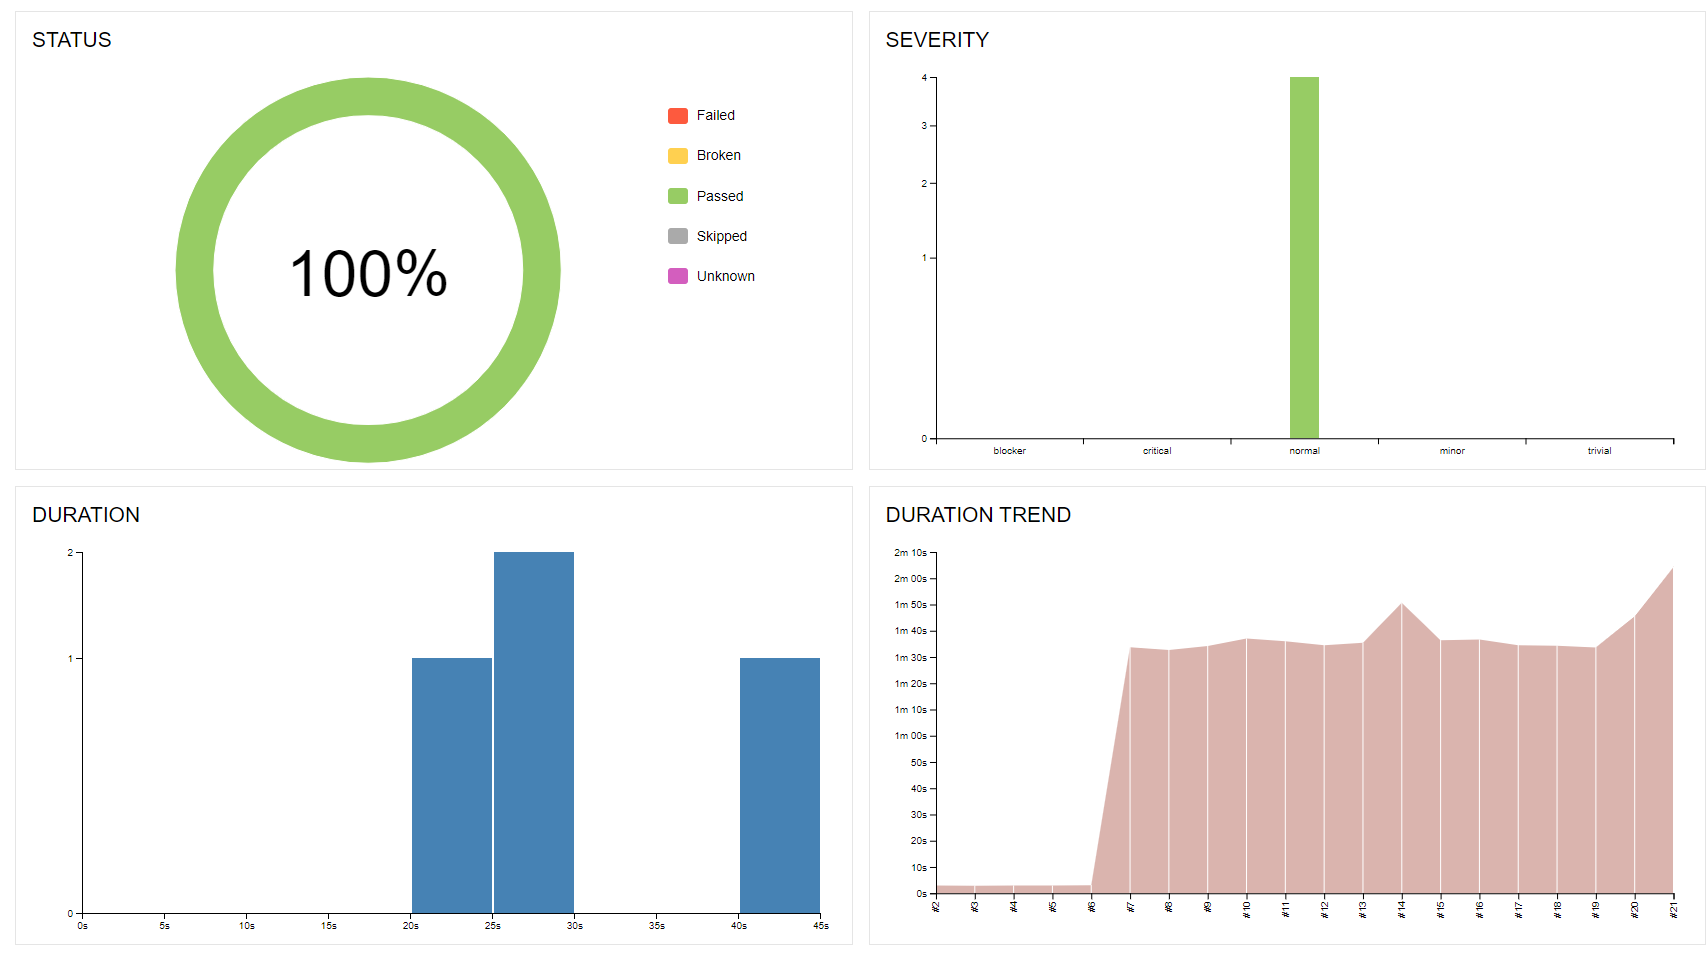 STATUS
100%
Failed
Broken
Passed
Skipped
Unknown
SEVERITY
4
3
2
1
0
blocker critical normal minor trivial
DURATION
2
1
0
0s 5s 10s 15s 20s 25s 30s 35s 40s 45s
DURATION TREND
2m 10s
2m 00s
1m 50s
1m 40s
1m 30s
1m 20s
1m 10s
1m 00s
50s
40s
30s
20s
10s
0s
#2 #3 #4 #5 #6 #7 #8 #9 #10 #11 #12 #13 #14 #15 #16 #17 #18 #19 #20 #21